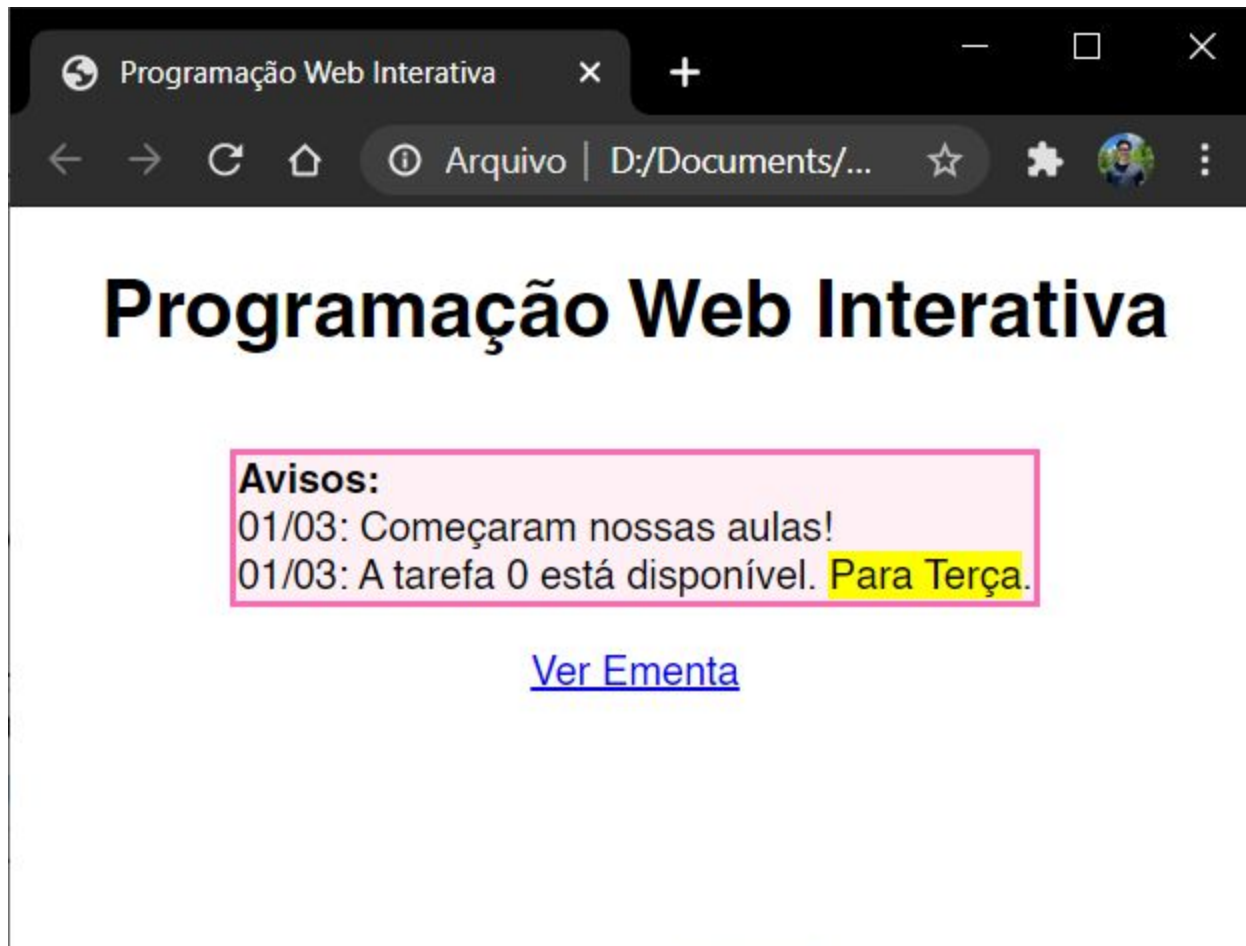 Programação Web Interativa
Arquivo | D:/Documents/...
Programação Web Interativa
Avisos:
01/03: Começaram nossas aulas!
01/03: A tarefa 0 está disponível. Para Terça.
Ver Ementa